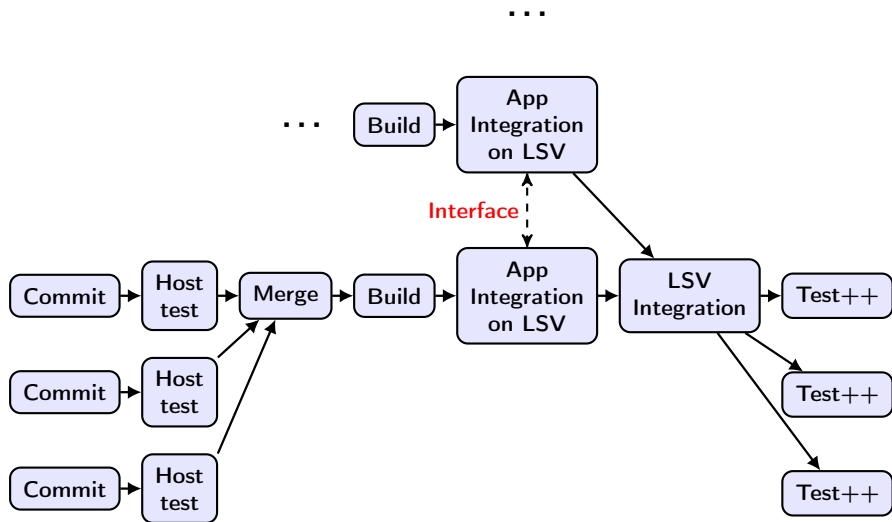 ...
...
Build
App
Integration
on LSV
Interface
Commit
Host
test
Merge
Build
App
Integration
on LSV
LSV
Integration
Test++
Commit
Host
test
Test++
Commit
Host
test
Test++